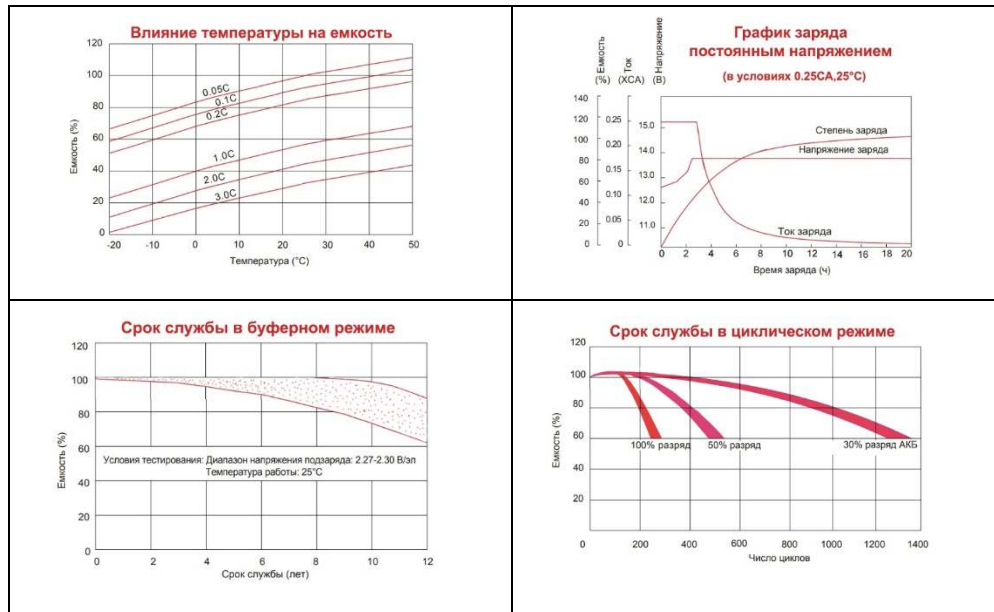 Влияние температуры на емкость
Емкость (%)
120
100
80
60
40
20
0
0.05C
0.1C
0.2C
1.0C
2.0C
3.0C
-20 -10 0 10 20 30 40 50
Температура (°C)
График заряда
постоянным напряжением
(в условиях 0.25CA,25°C)
Емкость (%)
Ток (XCA)
Напряжение (В)
140
120
100
80
60
40
20
0
0.25
0.20
0.15
0.10
0.05
0
15.0
14.0
13.0
12.0
11.0
Степень заряда
Напряжение заряда
Ток заряда
0 2 4 6 8 10 12 14 16 18 20
Время заряда (ч)
Срок службы в буферном режиме
Емкость (%)
120
100
80
60
40
20
0
Условия тестирования: Диапазон напряжения подзаряда: 2.27-2.30 В/эл
Температура работы: 25°C
0 2 4 6 8 10 12
Срок службы (лет)
Срок службы в циклическом режиме
Емкость (%)
120
100
80
60
40
20
0
100% разряд
50% разряд
30% разряд АКБ
200 400 600 800 1000 1200 1400
Число циклов